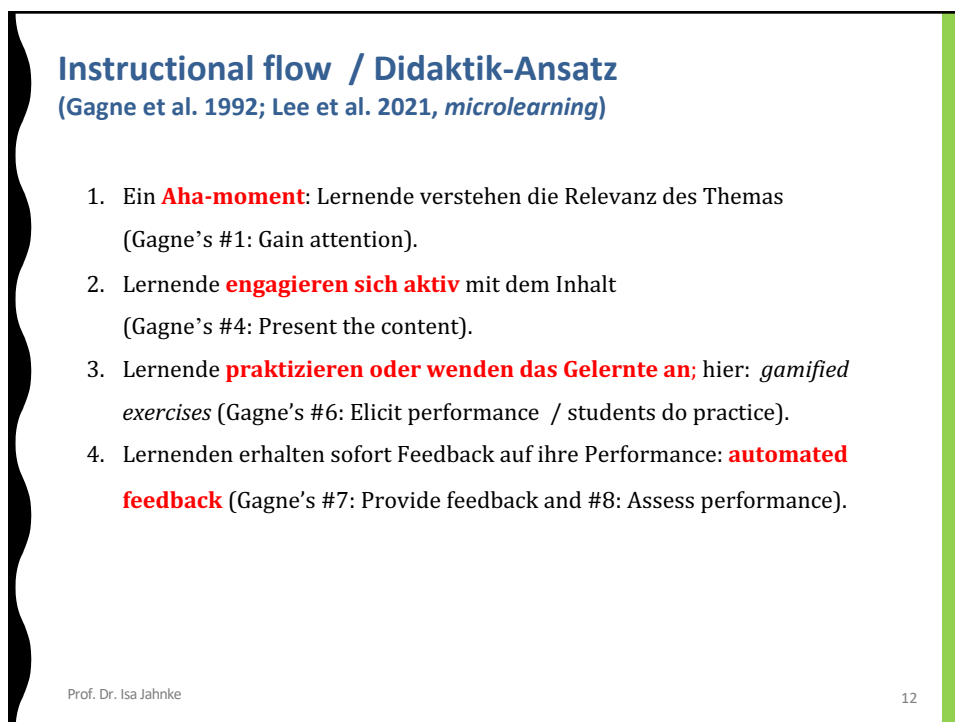 Instructional flow / Didaktik-Ansatz
(Gagne et al. 1992; Lee et al. 2021, microlearning)
1. Ein Aha-moment: Lernende verstehen die Relevanz des Themas
(Gagne’s #1: Gain attention).
2. Lernende engagieren sich aktiv mit dem Inhalt
(Gagne’s #4: Present the content).
3. Lernende praktizieren oder wenden das Gelernte an; hier: gamified
exercises (Gagne’s #6: Elicit performance / students do practice).
4. Lernenden erhalten sofort Feedback auf ihre Performance: automated
feedback (Gagne’s #7: Provide feedback and #8: Assess performance).
Prof. Dr. Isa Jahnke
12